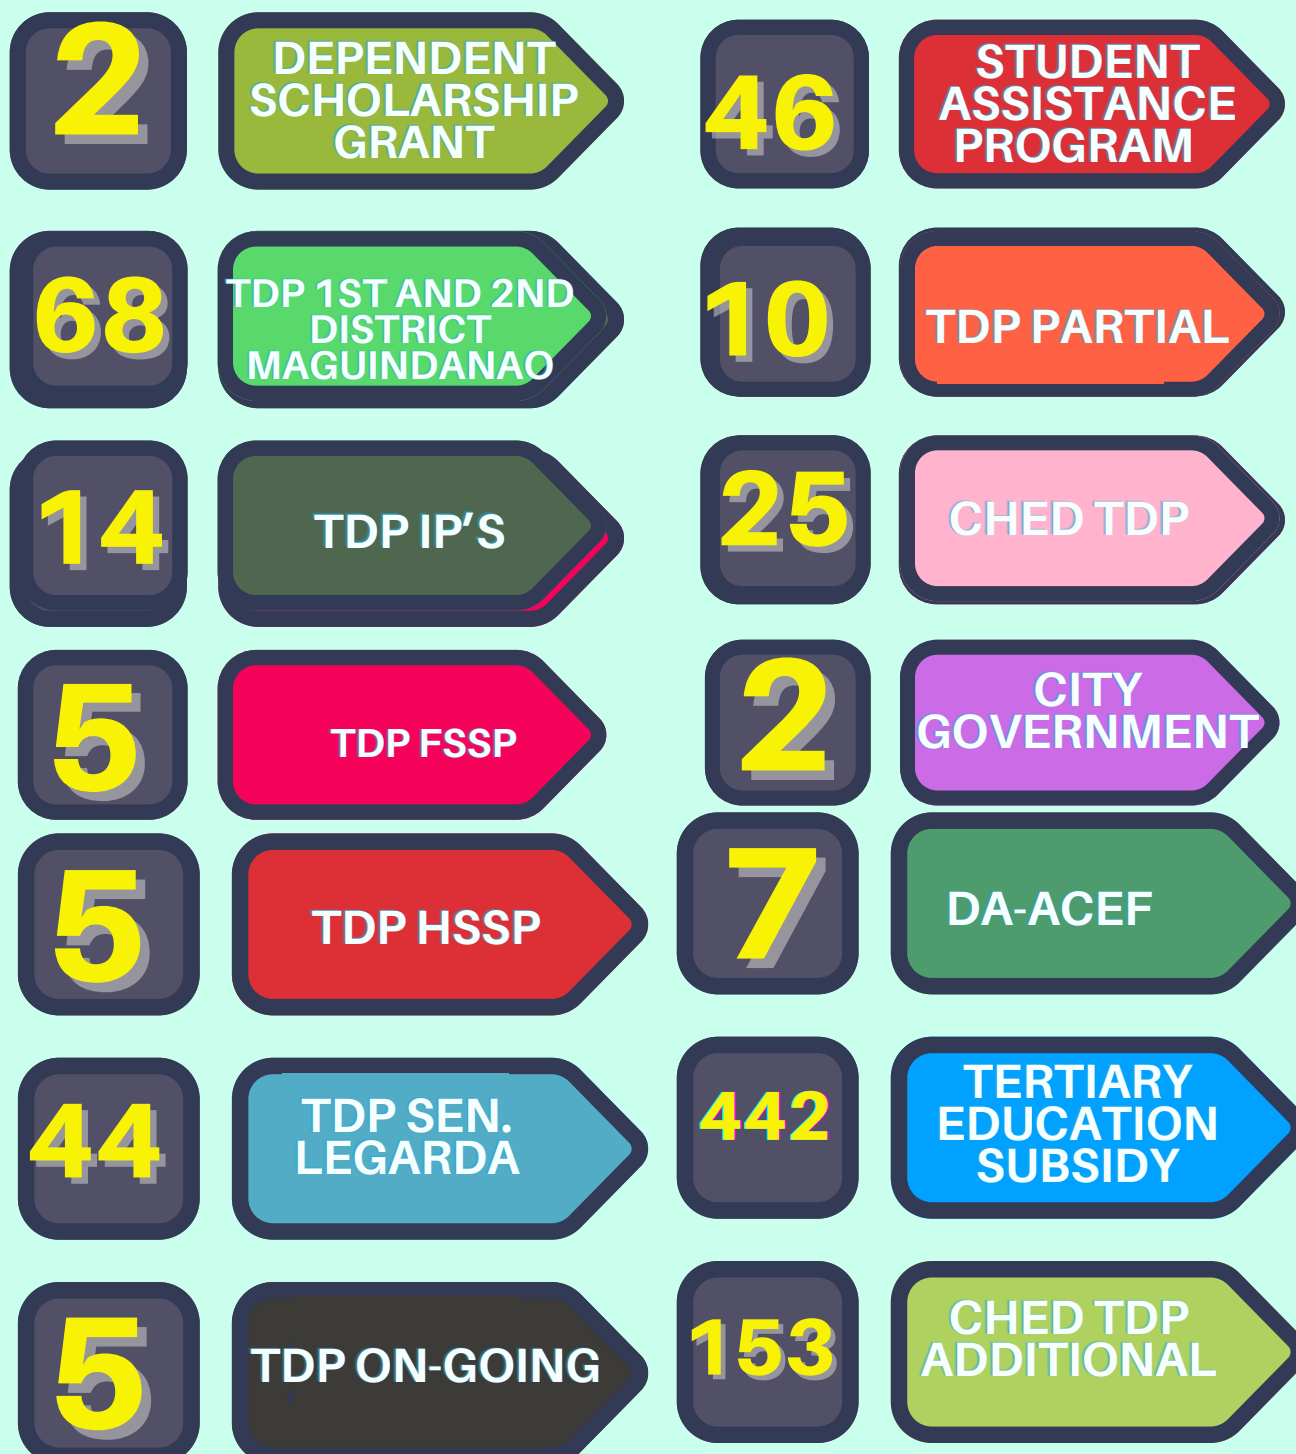 2
DEPENDENT
SCHOLARSHIP
GRANT
46
STUDENT
ASSISTANCE
PROGRAM
68
TDP 1ST AND 2ND
DISTRICT
MAGUINDANAO
10
TDP PARTIAL
14
TDP IP'S
25
CHED TDP
5
TDP FSSP
2
CITY
GOVERNMENT
5
TDP HSSP
7
DA-ACEF
44
TDP SEN.
LEGARDA
442
TERTIARY
EDUCATION
SUBSIDY
5
TDP ON-GOING
153
CHED TDP
ADDITIONAL